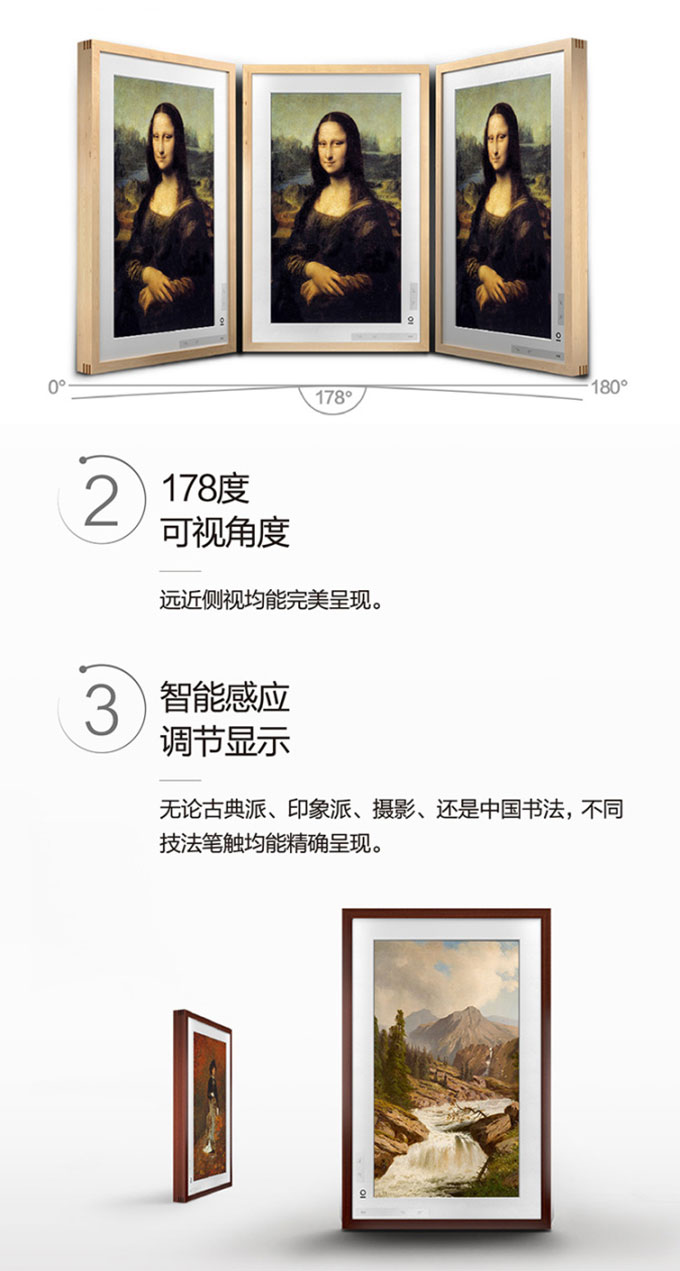 0°
178°
180°
2
178度
可视角度
远近侧视均能完美呈现。
3
智能感应
调节显示
无论古典派、印象派、摄影、还是中国书法，不同
技法笔触均能精确呈现。